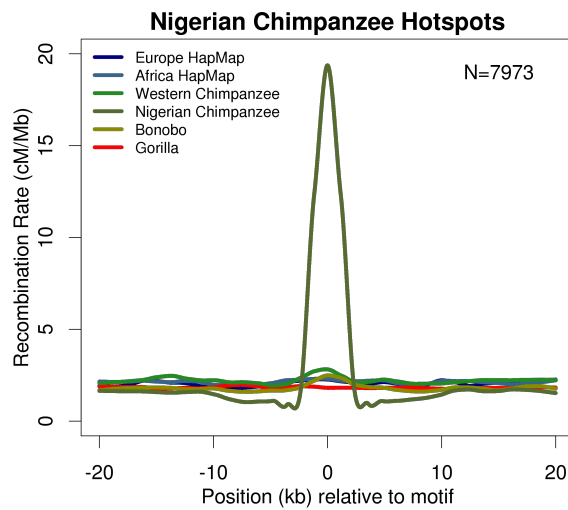 Nigerian Chimpanzee Hotspots
Europe HapMap
Africa HapMap
Western Chimpanzee
Nigerian Chimpanzee
Bonobo
Gorilla
N=7973
Recombination Rate (cM/Mb)
20
15
10
5
0
-20 -10 0 10 20
Position (kb) relative to motif